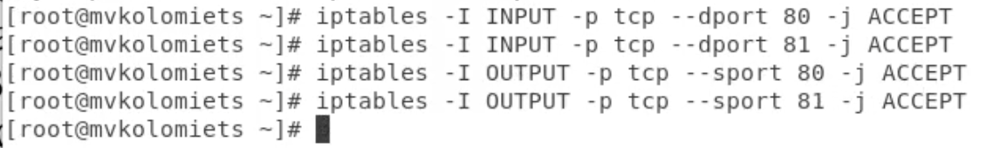 [root@mvkolomiets ~]# iptables -I INPUT -p tcp --dport 80 -j ACCEPT
[root@mvkolomiets ~]# iptables -I INPUT -p tcp --dport 81 -j ACCEPT
[root@mvkolomiets ~]# iptables -I OUTPUT -p tcp --sport 80 -j ACCEPT
[root@mvkolomiets ~]# iptables -I OUTPUT -p tcp --sport 81 -j ACCEPT
[root@mvkolomiets ~]#